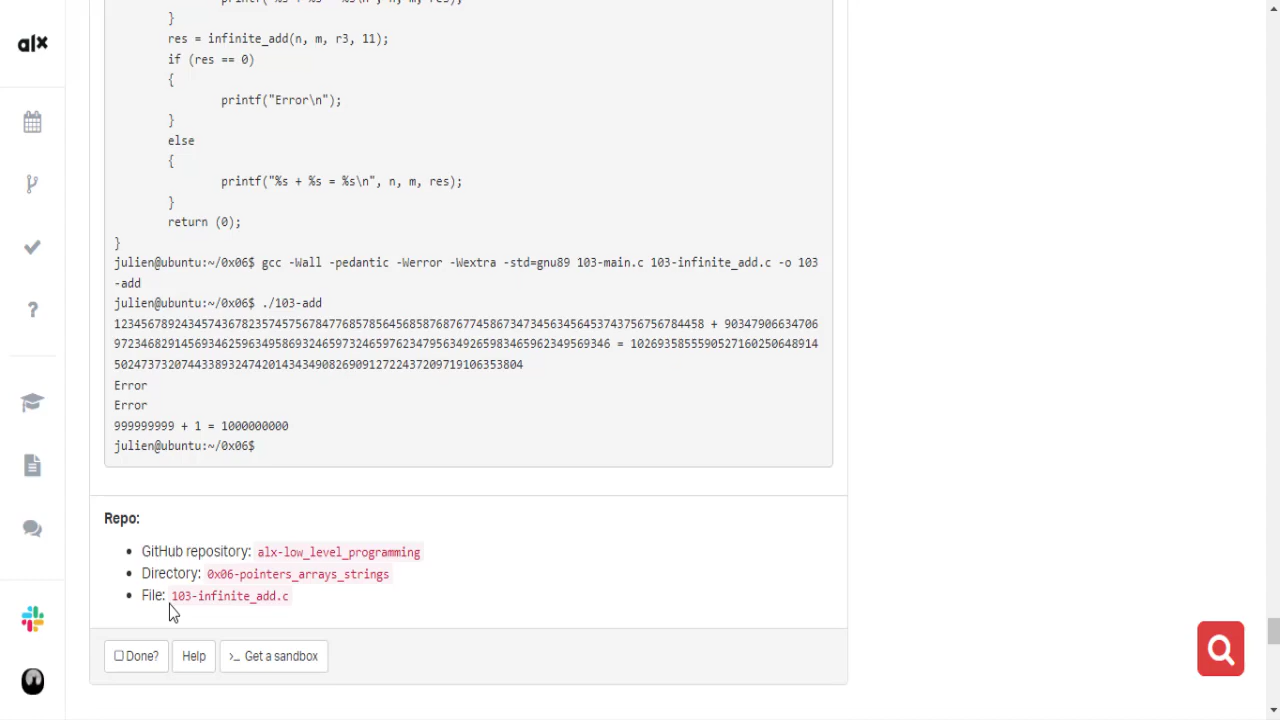 alx
}
res = infinite_add(n, m, r3, 11);
if (res == 0)
{
printf("Error\n");
}
else
{
printf("%s + %s = %s\n", n, m, res);
}
return (0);
}
julien@ubuntu:~/0x06$ gcc -Wall -pedantic -Werror -Wextra -std=gnu89 103-main.c 103-infinite_add.c -o 103
-add
julien@ubuntu:~/0x06$ ./103-add
1234567892434574367823574575678477685785645685876876774586734734563456453743756756784458 + 90347906634706
97234682914569346259634958693246597324659762347956349265983465962349569346 = 1026935855590527160250648914
5024737320744338932474201434349082690912722437209719106353804
Error
Error
999999999 + 1 = 1000000000
julien@ubuntu:~/0x06$
Repo:
• GitHub repository: alx-low_level_programming
• Directory: 0x06-pointers_arrays_strings
• File: 103-infinite_add.c
Done? Help >_ Get a sandbox